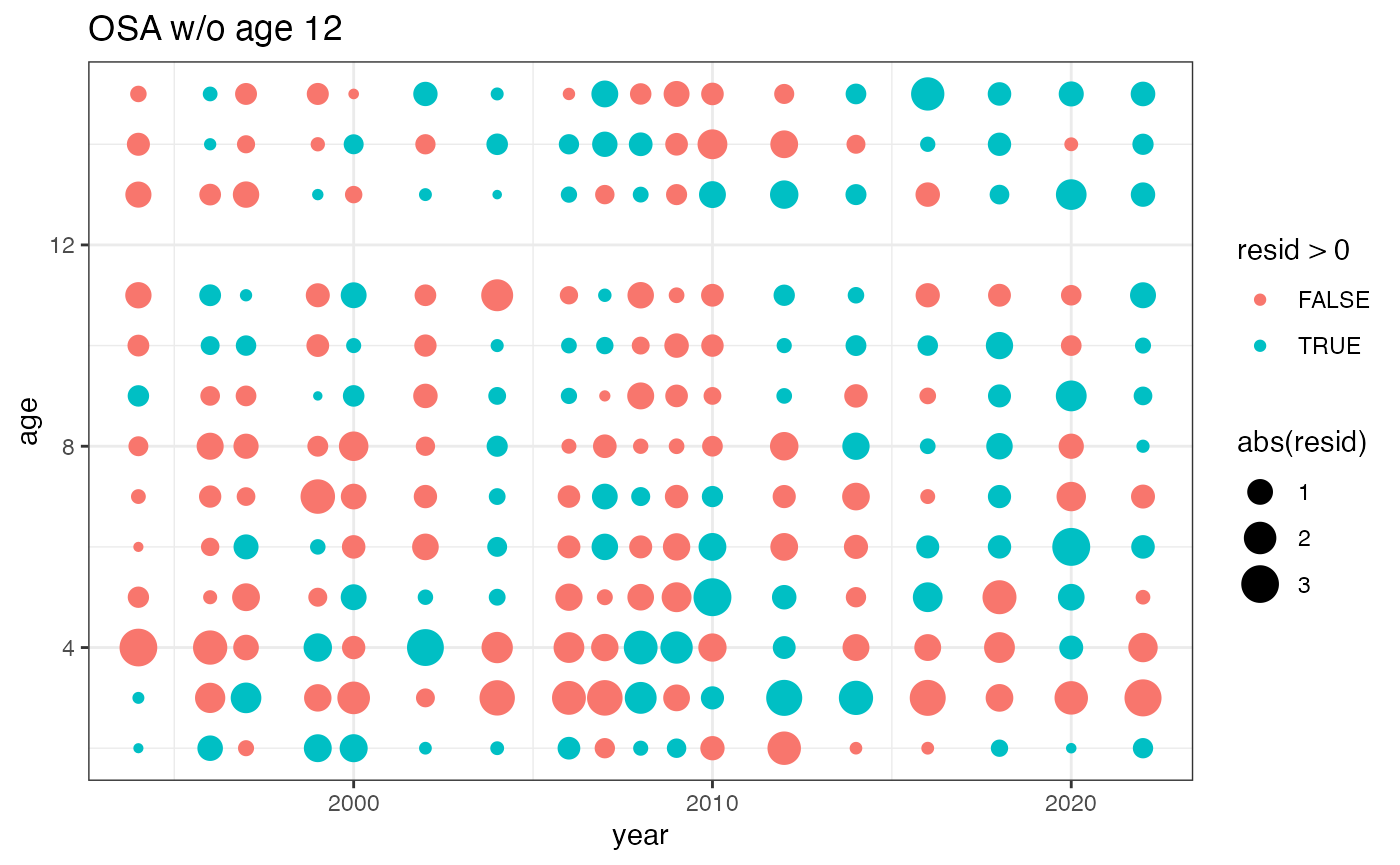 OSA w/o age 12
12
8
4
age
2000 2010 2020
year
resid > 0
FALSE
TRUE
abs(resid)
1
2
3